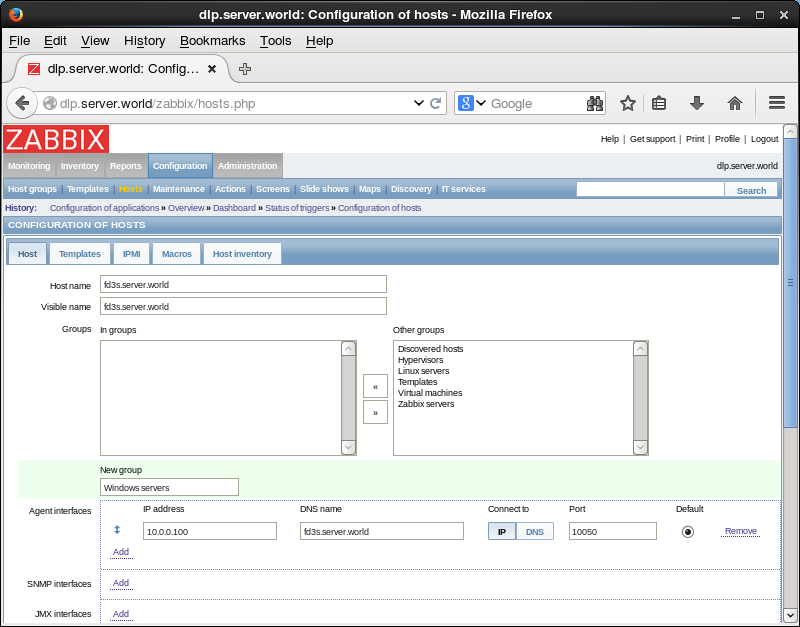 dlp.server.world: Configuration of hosts - Mozilla Firefox
File Edit View History Bookmarks Tools Help
dlp.server.world: Config...
dlp.server.world/zabbix/hosts.php
8 Google
Z ZABBIX
Help | Get support | Print | Profile | Logout
Monitoring Inventory Reports Configuration Administration
dlp.server.world
Host groups | Templates | Hosts | Maintenance | Actions | Screens | Slide shows | Maps | Discovery | IT services
Search
History: Configuration of applications » Overview » Dashboard » Status of triggers » Configuration of hosts
CONFIGURATION OF HOSTS
Host Templates IPMI Macros Host inventory
Host name fd3s.server.world
Visible name fd3s.server.world
Groups In groups Other groups
Discovered hosts
Hypervisors
Linux servers
Templates
Virtual machines
Zabbix servers
«
»
New group
Windows servers
Agent interfaces IP address DNS name Connect to Port Default
10.0.0.100 fd3s.server.world IP DNS 10050 Remove
Add
SNMP interfaces Add
JMX interfaces Add